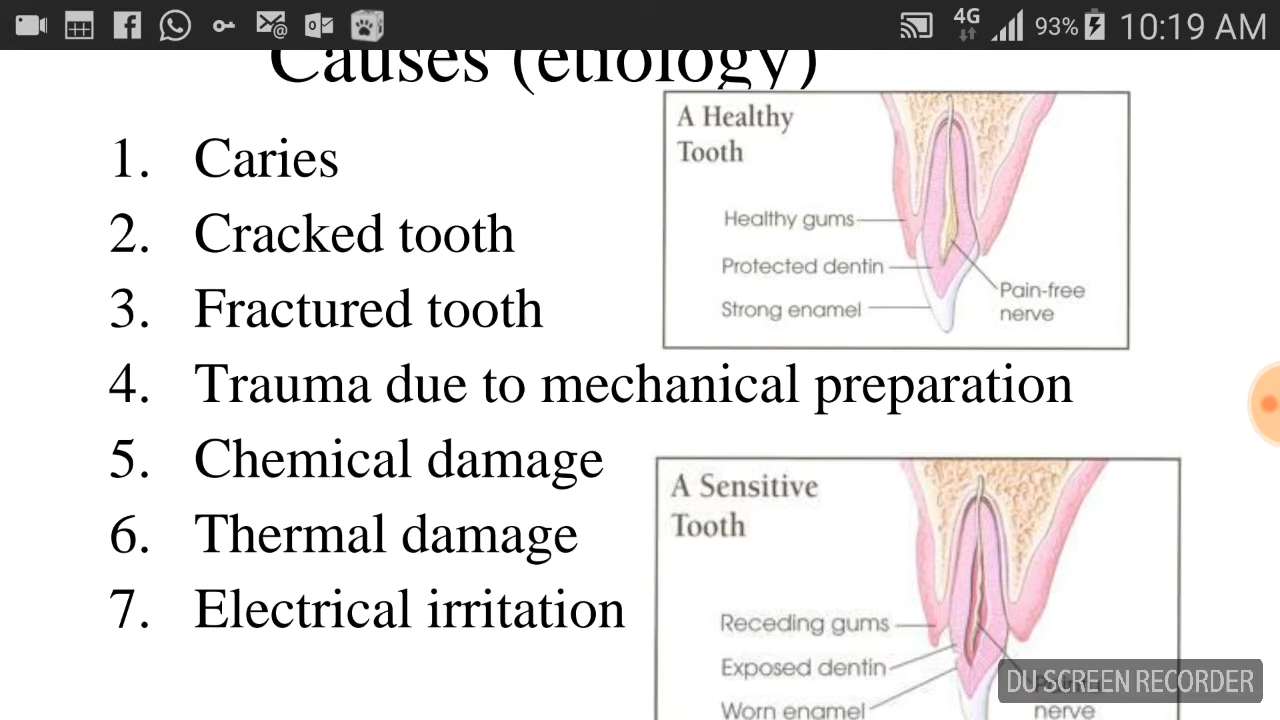 4G 93% 10:19 AM
Causes (etiology)
1. Caries
2. Cracked tooth
3. Fractured tooth
4. Trauma due to mechanical preparation
5. Chemical damage
6. Thermal damage
7. Electrical irritation
A Healthy
Tooth
Healthy gums
Protected dentin
Strong enamel
Pain-free
nerve
A Sensitive
Tooth
Receding gums
Exposed dentin
Worn enamel
nerve
DU SCREEN RECORDER